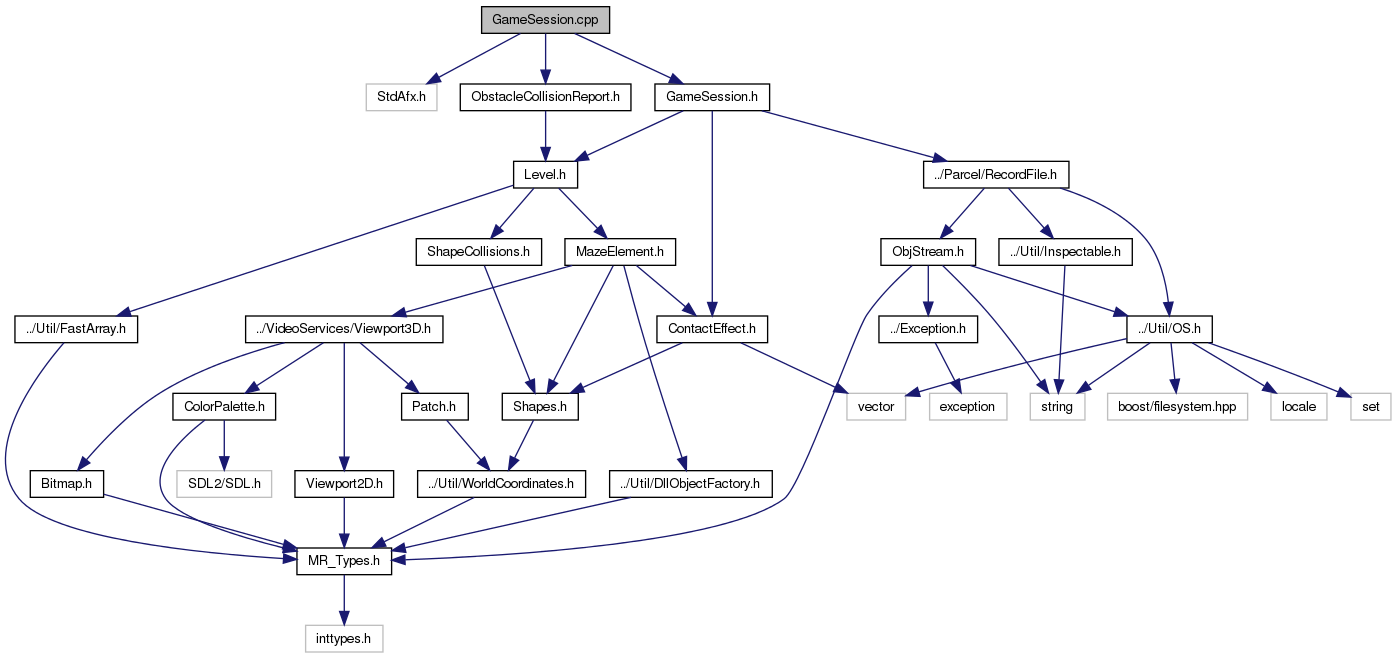 GameSession.cpp
StdAfx.h
ObstacleCollisionReport.h
GameSession.h
Level.h
../Parcel/RecordFile.h
ShapeCollisions.h
MazeElement.h
ObjStream.h
../Util/Inspectable.h
../Util/FastArray.h
../VideoServices/Viewport3D.h
ContactEffect.h
../Exception.h
../Util/OS.h
ColorPalette.h
Patch.h
Shapes.h
vector
exception
string
boost/filesystem.hpp
locale
set
Bitmap.h
SDL2/SDL.h
Viewport2D.h
../Util/WorldCoordinates.h
../Util/DllObjectFactory.h
MR_Types.h
inttypes.h